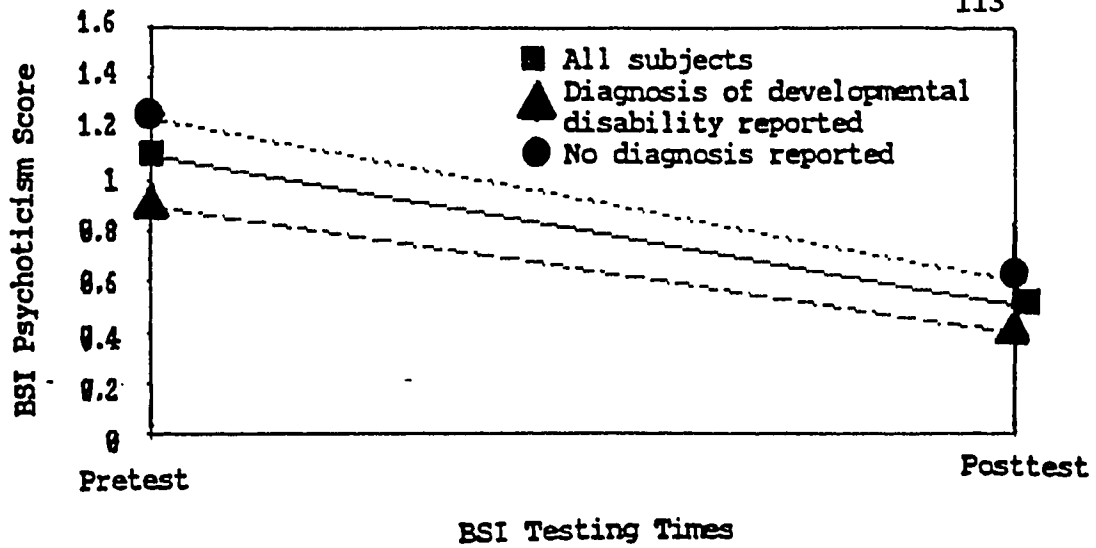 113
BSI Psychoticism Score
1.6
1.4
1.2
1
0.8
0.6
0.4
0.2
0
All subjects
Diagnosis of developmental
disability reported
No diagnosis reported
Pretest
Posttest
BSI Testing Times